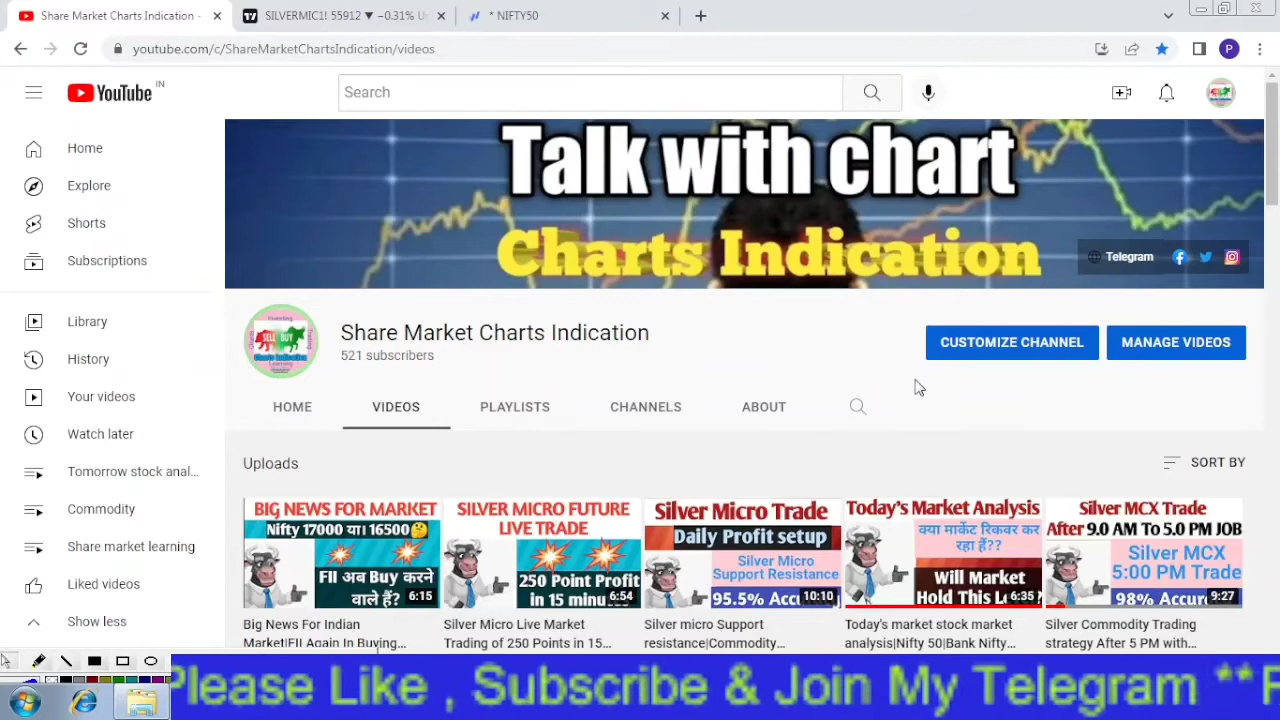 Share Market Charts Indication -
SILVERMIC1! 55912 ▼ −0.31% Un
* NIFTY50
youtube.com/c/ShareMarketChartsIndication/videos
P
YouTube IN
Search
Home
Explore
Shorts
Subscriptions
Library
History
Your videos
Watch later
Tomorrow stock anal...
Commodity
Share market learning
Liked videos
Show less
Talk with chart
Charts Indication
Telegram
SELL BUY
Charts Indication
Share Market Charts Indication
521 subscribers
CUSTOMIZE CHANNEL
MANAGE VIDEOS
HOME VIDEOS PLAYLISTS CHANNELS ABOUT
Uploads
SORT BY
BIG NEWS FOR MARKET
Nifty 17000 या 16500
FII अब Buy करने
वाले हैं?
6:15
Big News For Indian
Market|FII Again In Buying...
SILVER MICRO FUTURE
LIVE TRADE
250 Point Profit
in 15 minu
6:54
Silver Micro Live Market
Trading of 250 Points in 15...
Silver Micro Trade
Daily Profit setup
Silver Micro
Support Resistance
95.5% Accu
10:10
Silver micro Support
resistance|Commodity...
Today's Market Analysis
क्या मार्केट रिकवर कर
रहा हैं??
Will Market
Hold This Le
6:35
Today's market stock market
analysis|Nifty 50|Bank Nifty...
Silver MCX Trade
After 9.0 AM To 5.0 PM JOB
Silver MCX
5:00 PM Trade
98% Accur
9:27
Silver Commodity Trading
strategy After 5 PM with...
Please Like , Subscribe & Join My Telegram ** F